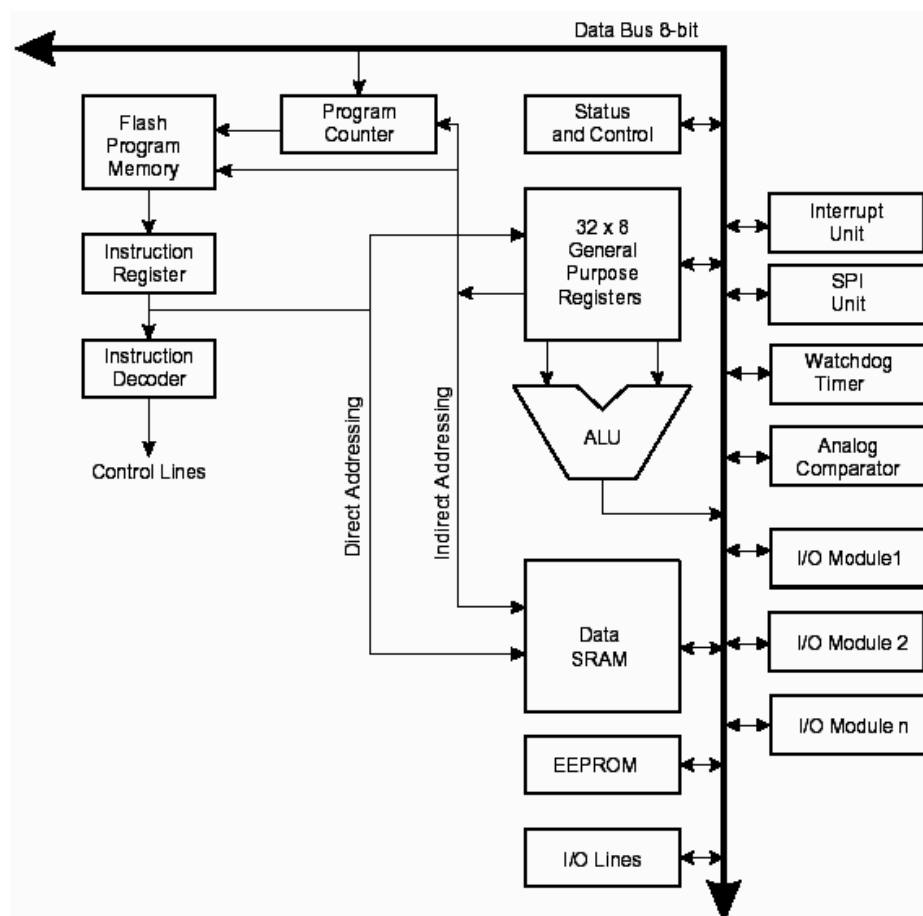 Data Bus 8-bit
Flash
Program
Memory
Program
Counter
Status
and Control
Instruction
Register
32 x 8
General
Purpose
Registers
Interrupt
Unit
SPI
Unit
Instruction
Decoder
Watchdog
Timer
Control Lines
Direct Addressing
Indirect Addressing
ALU
Analog
Comparator
I/O Module1
Data
SRAM
I/O Module 2
I/O Module n
EEPROM
I/O Lines